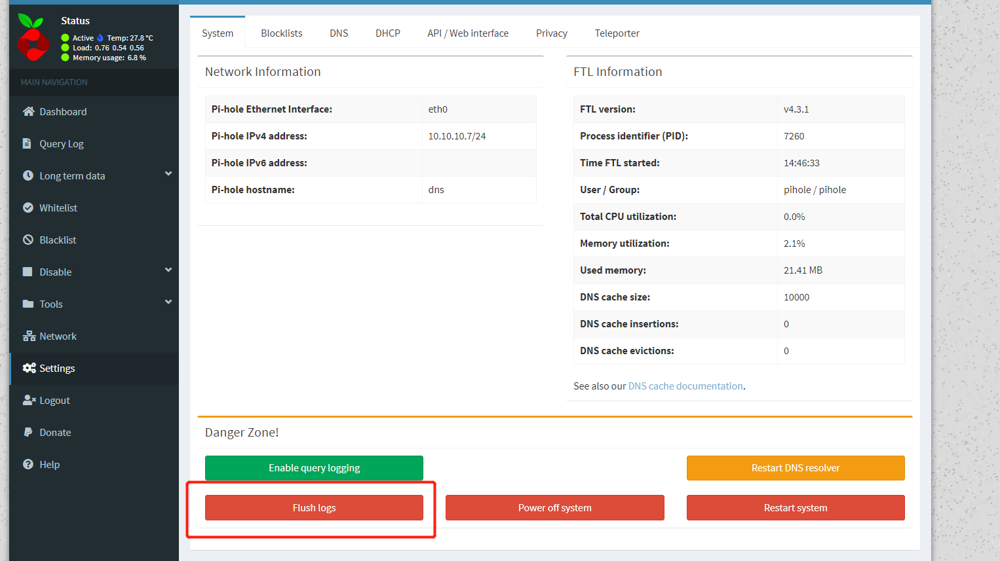 Status
Active Temp: 27.8 °C
Load: 0.76 0.54 0.56
Memory usage: 6.8 %
MAIN NAVIGATION
Dashboard
Query Log
Long term data
Whitelist
Blacklist
Disable
Tools
Network
Settings
Logout
Donate
Help
System Blocklists DNS DHCP API / Web interface Privacy Teleporter
Network Information
Pi-hole Ethernet Interface: eth0
Pi-hole IPv4 address: 10.10.10.7/24
Pi-hole IPv6 address:
Pi-hole hostname: dns
FTL Information
FTL version: v4.3.1
Process identifier (PID): 7260
Time FTL started: 14:46:33
User / Group: pihole / pihole
Total CPU utilization: 0.0%
Memory utilization: 2.1%
Used memory: 21.41 MB
DNS cache size: 10000
DNS cache insertions: 0
DNS cache evictions: 0
See also our DNS cache documentation.
Danger Zone!
Enable query logging Restart DNS resolver
Flush logs Power off system Restart system